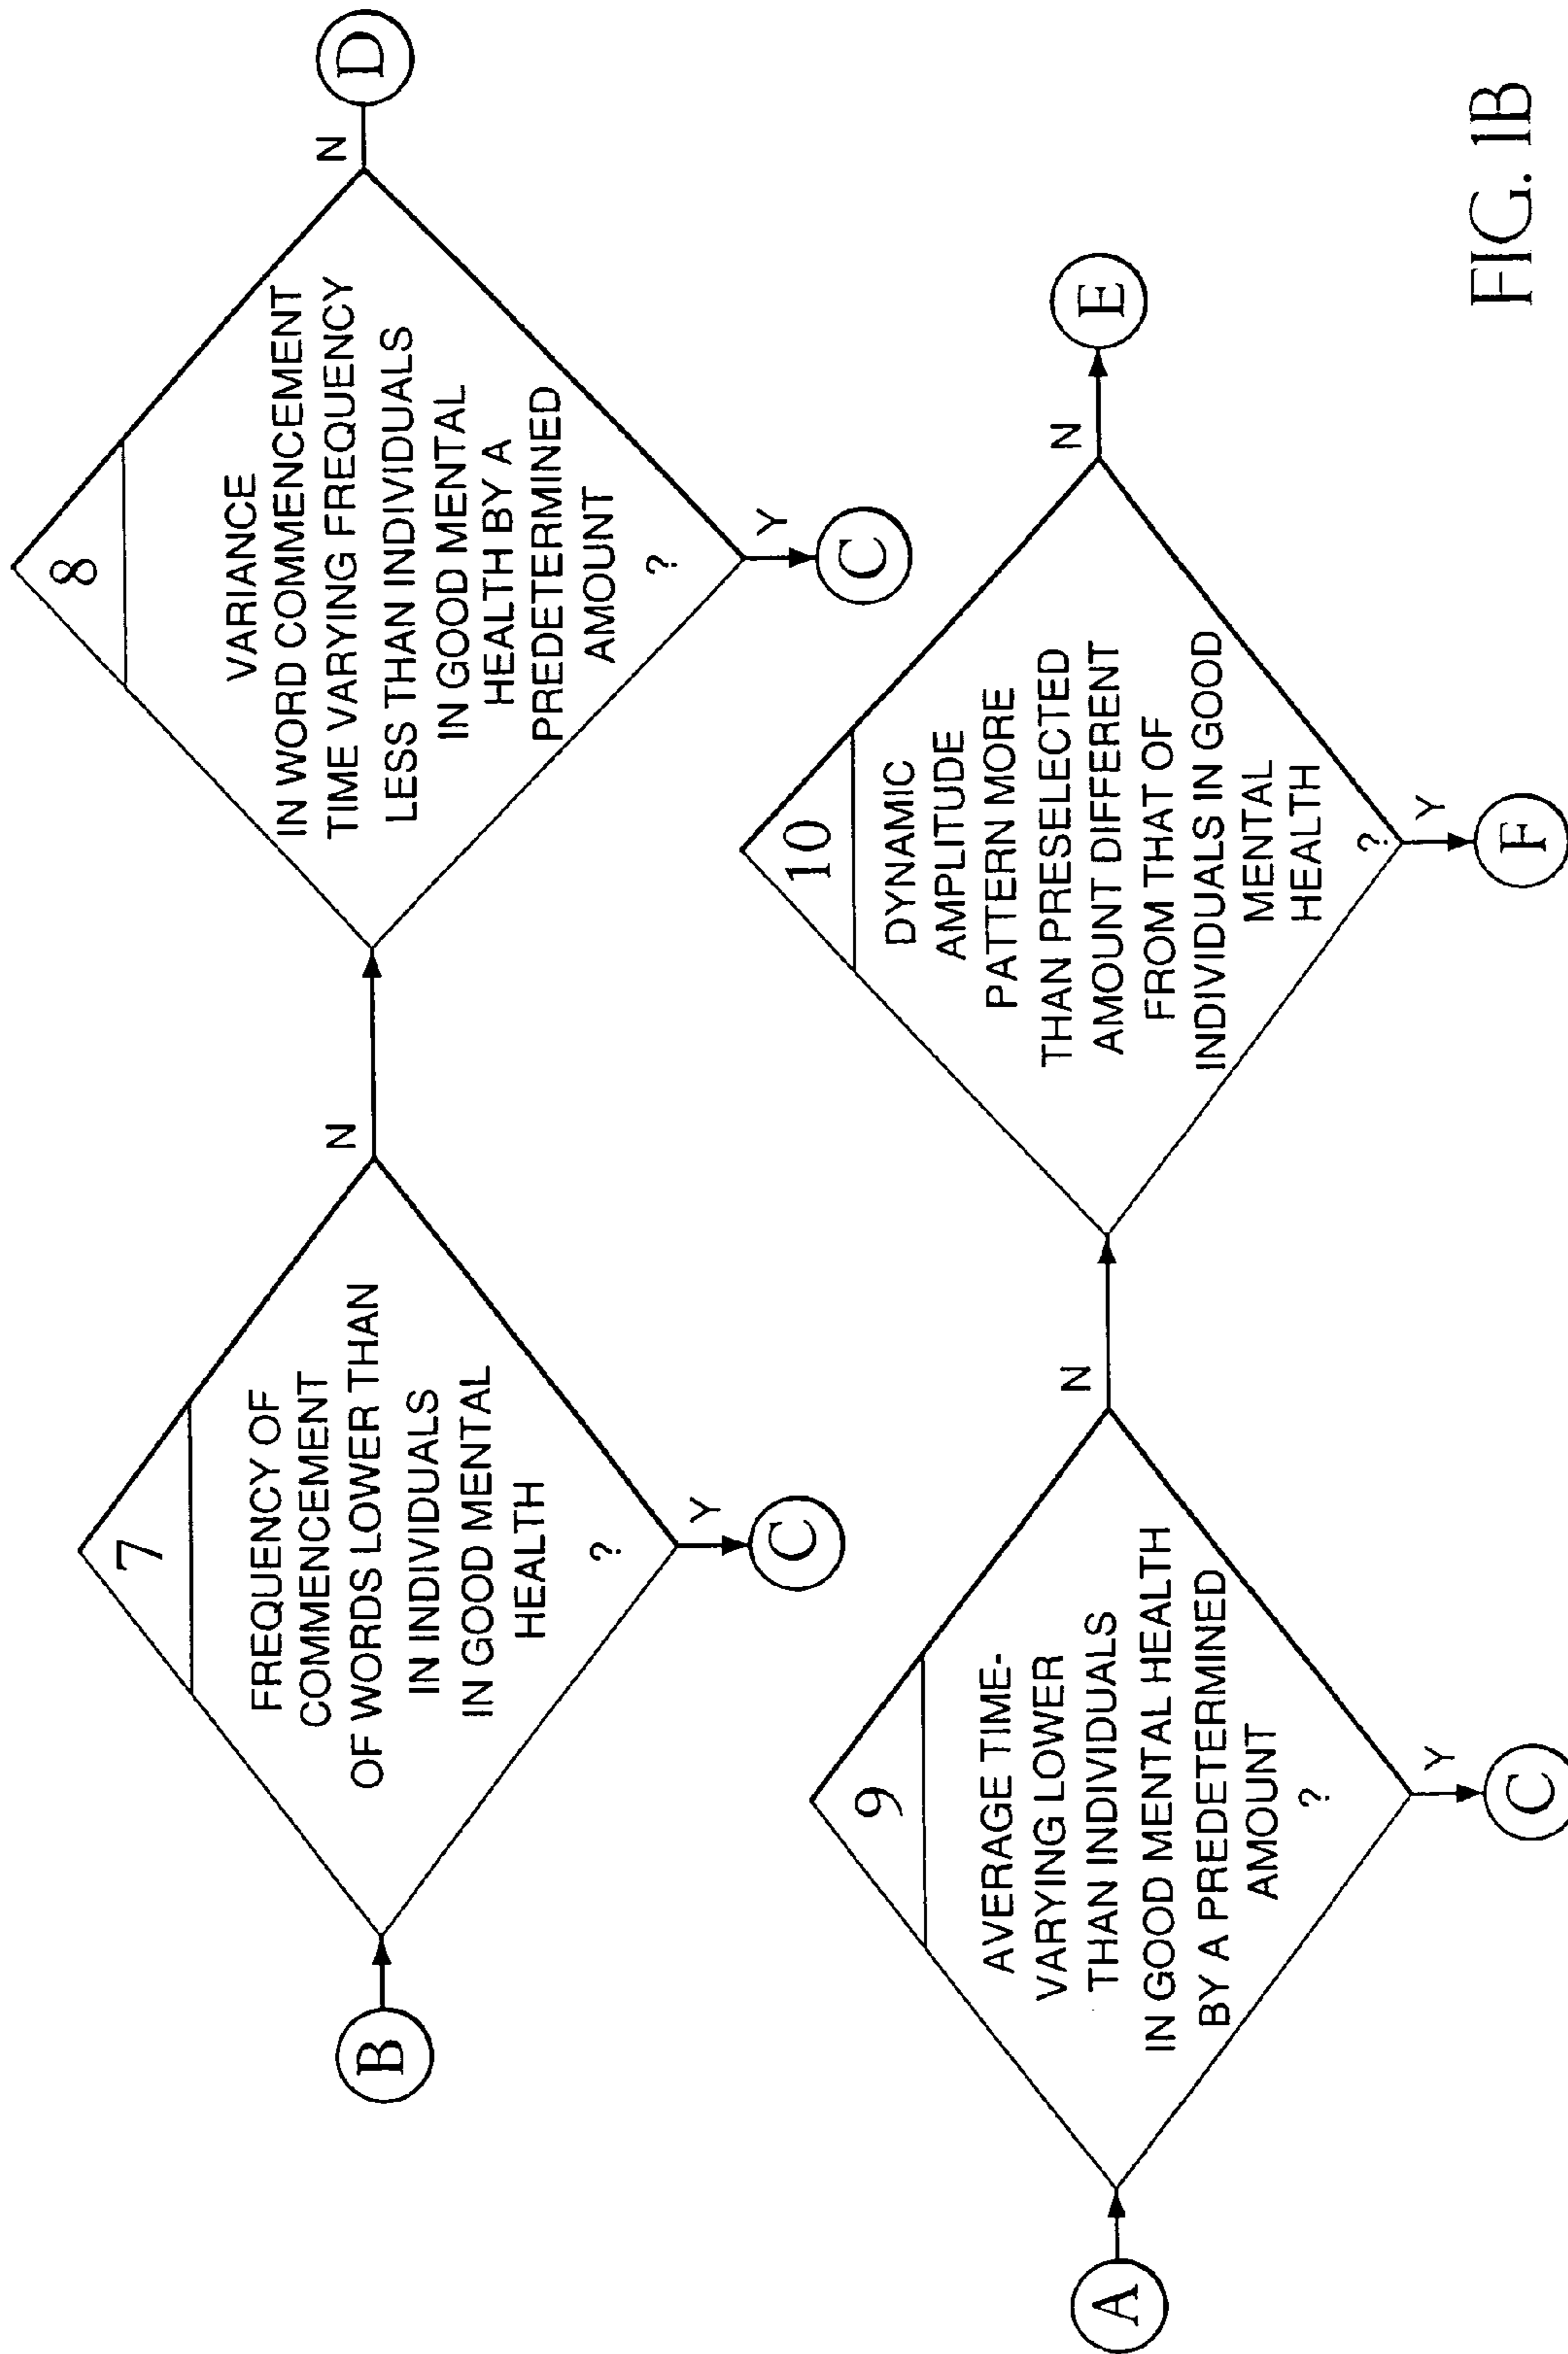 B
7
FREQUENCY OF
COMMENCEMENT
OF WORDS LOWER THAN
IN INDIVIDUALS
IN GOOD MENTAL
HEALTH
?
N
Y
C
8
VARIANCE
IN WORD COMMENCEMENT
TIME VARYING FREQUENCY
LESS THAN INDIVIDUALS
IN GOOD MENTAL
HEALTH BY A
PREDETERMINED
AMOUNT
?
N
D
Y
C
A
9
AVERAGE TIME-
VARYING LOWER
THAN INDIVIDUALS
IN GOOD MENTAL HEALTH
BY A PREDETERMINED
AMOUNT
?
N
Y
C
10
DYNAMIC
AMPLITUDE
PATTERN MORE
THAN PRESELECTED
AMOUNT DIFFERENT
FROM THAT OF
INDIVIDUALS IN GOOD
MENTAL
HEALTH
?
N
E
Y
F
FIG. 1B